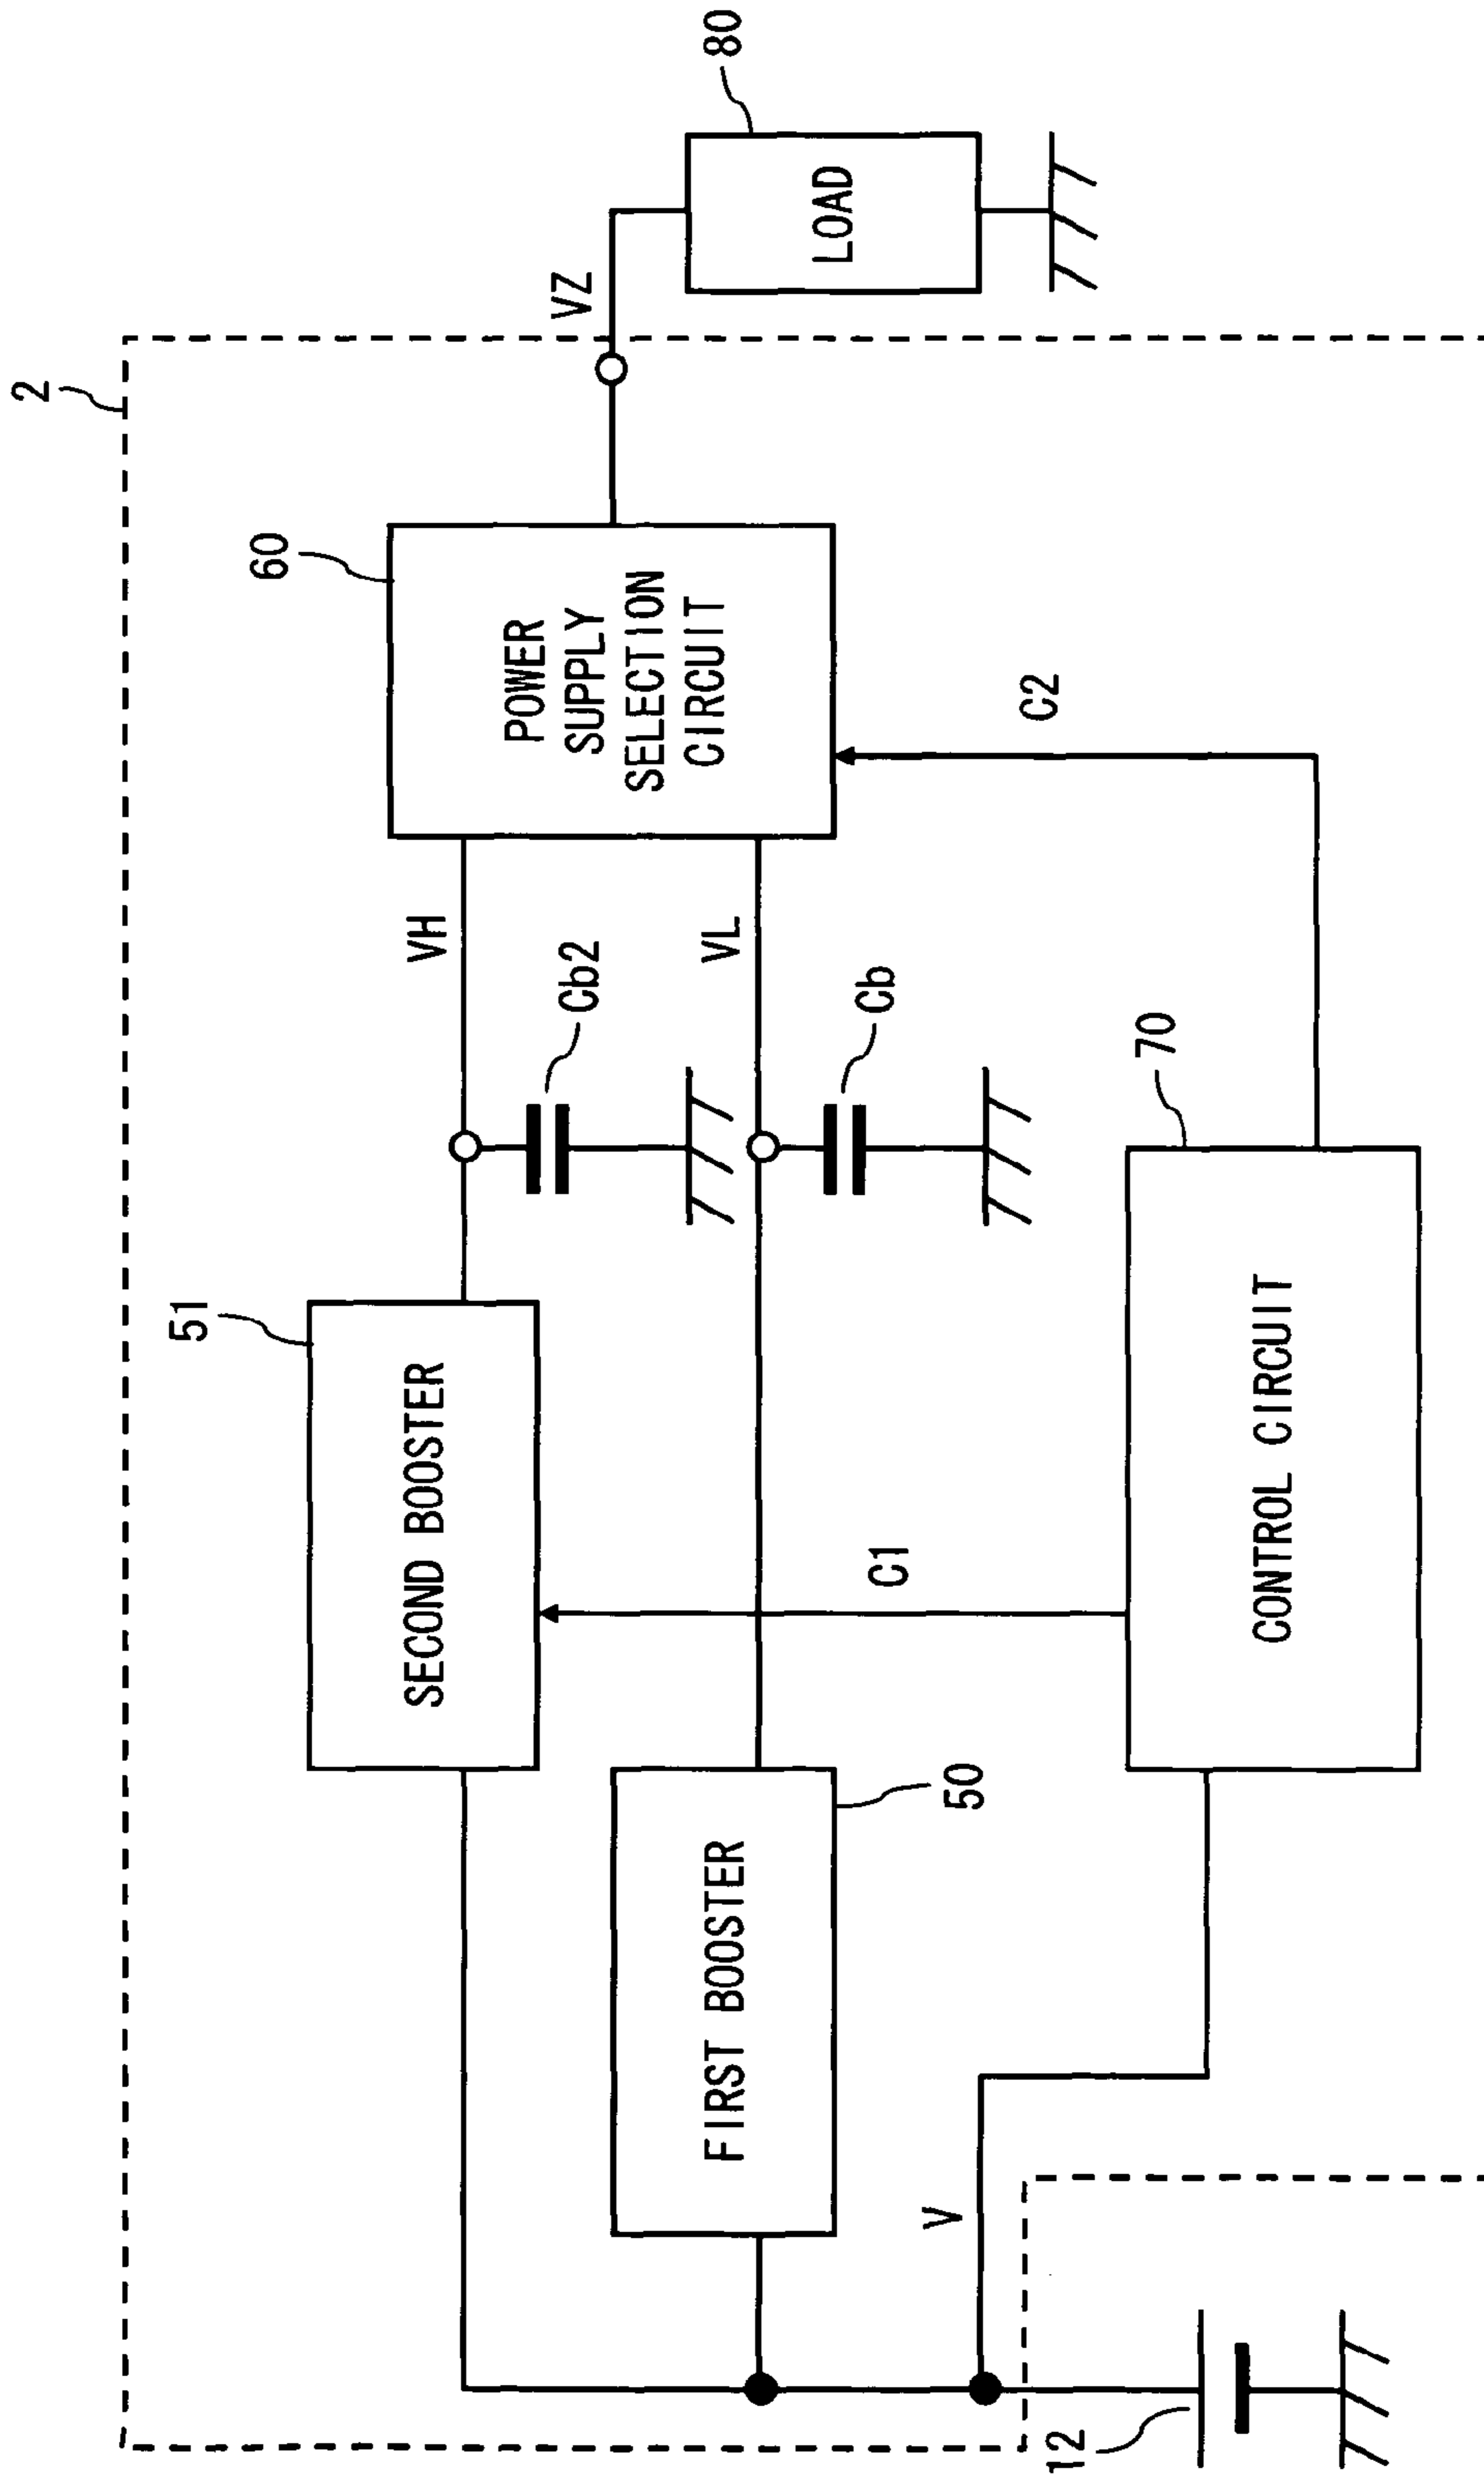 2
51
SECOND BOOSTER
VH
Cb2
60
POWER
SUPPLY
SELECTION
CIRCUIT
VZ
80
LOAD
FIRST BOOSTER
50
VL
Cb
C1
C2
V
70
CONTROL CIRCUIT
12